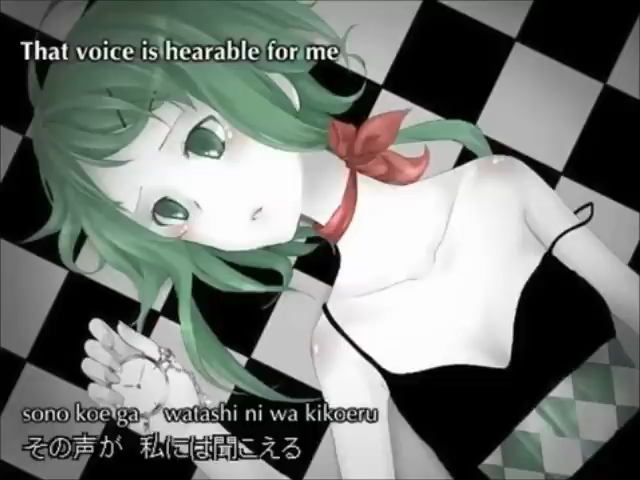 That voice is hearable for me
sono koe ga watashi ni wa kikoeru
その声が 私には聞こえる